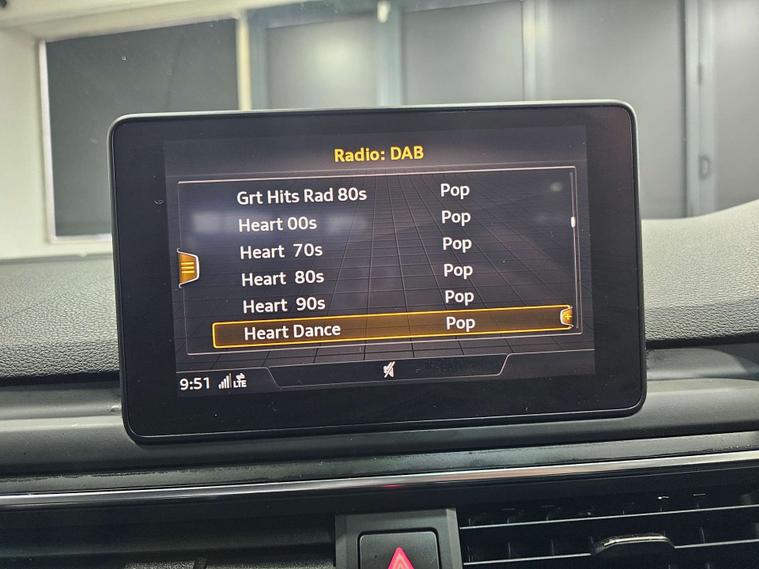 Radio: DAB
Grt Hits Rad 80s Pop
Heart 00s Pop
Heart 70s Pop
Heart 80s Pop
Heart 90s Pop
Heart Dance Pop
9:51 LTE